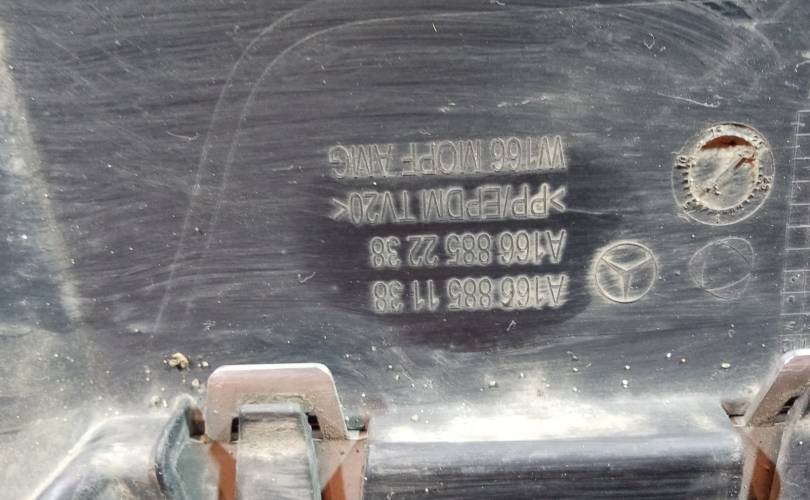 A166 885 11 38
A166 885 22 38
>PP/EPDM TV20<
W166 MOPF AMG